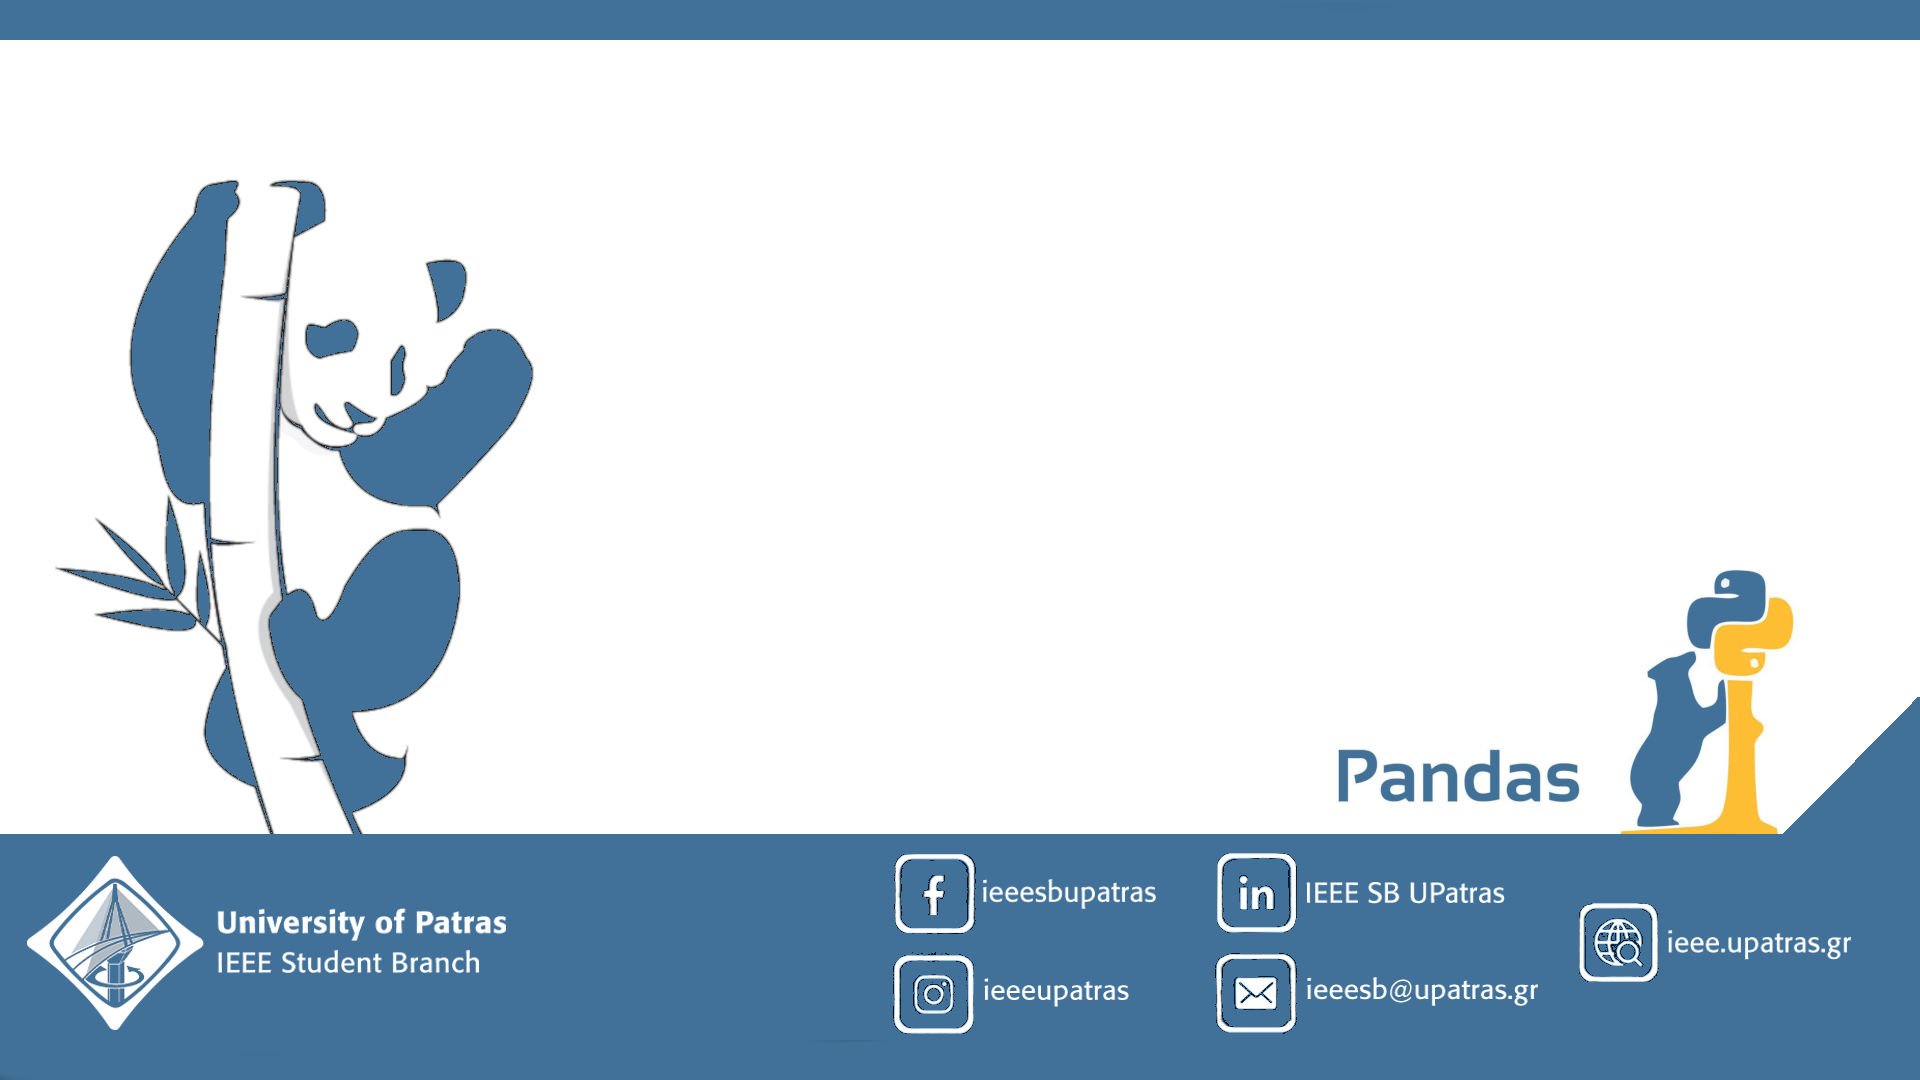 Pandas
University of Patras
IEEE Student Branch
ieeesbupatras
IEEE SB UPatras
ieeeupatras
ieeesb@upatras.gr
ieee.upatras.gr